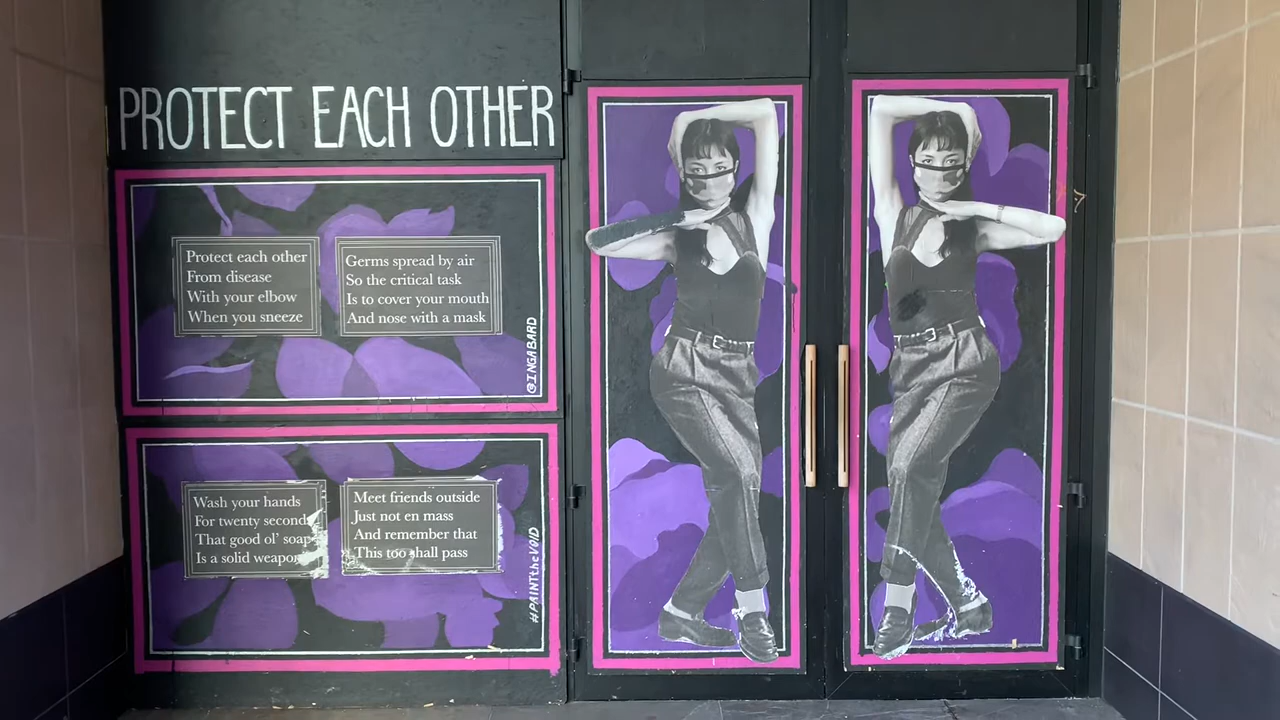 PROTECT EACH OTHER
Protect each other
From disease
With your elbow
When you sneeze
Germs spread by air
So the critical task
Is to cover your mouth
And nose with a mask
@INGABARD
Wash your hands
For twenty seconds
That good ol' soap
Is a solid weapon
Meet friends outside
Just not en mass
And remember that
This too shall pass
#PAINTtheVOID